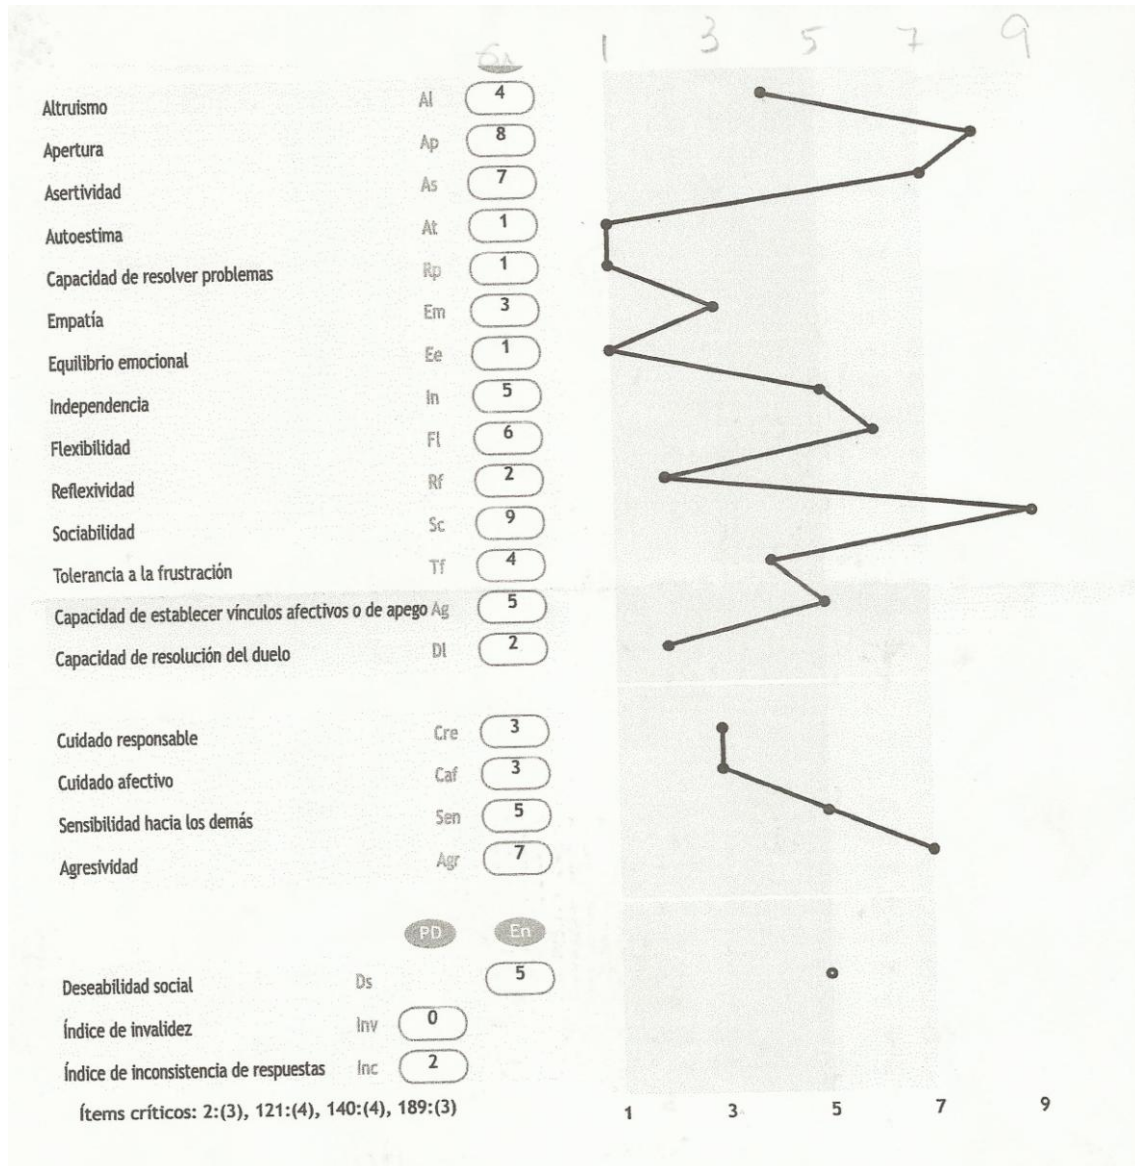 En 1 3 5 7 9
Altruismo Al 4
Apertura Ap 8
Asertividad As 7
Autoestima At 1
Capacidad de resolver problemas Rp 1
Empatía Em 3
Equilibrio emocional Ee 1
Independencia In 5
Flexibilidad Fl 6
Reflexividad Rf 2
Sociabilidad Sc 9
Tolerancia a la frustración Tf 4
Capacidad de establecer vínculos afectivos o de apego Ag 5
Capacidad de resolución del duelo Dl 2
Cuidado responsable Cre 3
Cuidado afectivo Caf 3
Sensibilidad hacia los demás Sen 5
Agresividad Agr 7
PD En
Deseabilidad social Ds 5
Índice de invalidez Inv 0
Índice de inconsistencia de respuestas Inc 2
Ítems críticos: 2:(3), 121:(4), 140:(4), 189:(3)
1 3 5 7 9